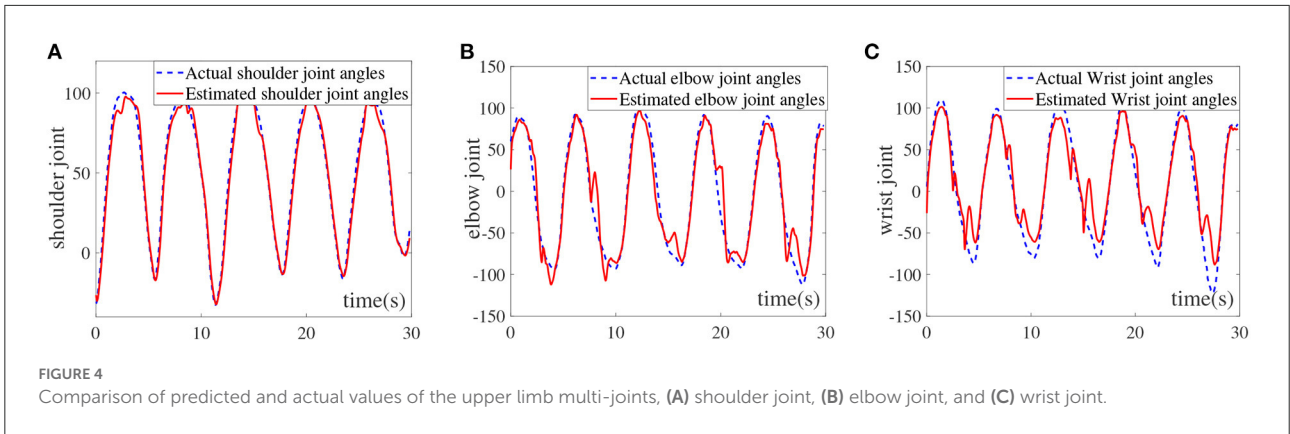 A
Actual shoulder joint angles
Estimated shoulder joint angles
shoulder joint
100
50
0
time(s)
0 10 20 30
B
Actual elbow joint angles
Estimated elbow joint angles
elbow joint
150
100
50
0
-50
-100
-150
time(s)
0 10 20 30
C
Actual Wrist joint angles
Estimated Wrist joint angles
wrist joint
150
100
50
0
-50
-100
-150
time(s)
0 10 20 30
FIGURE 4
Comparison of predicted and actual values of the upper limb multi-joints, (A) shoulder joint, (B) elbow joint, and (C) wrist joint.